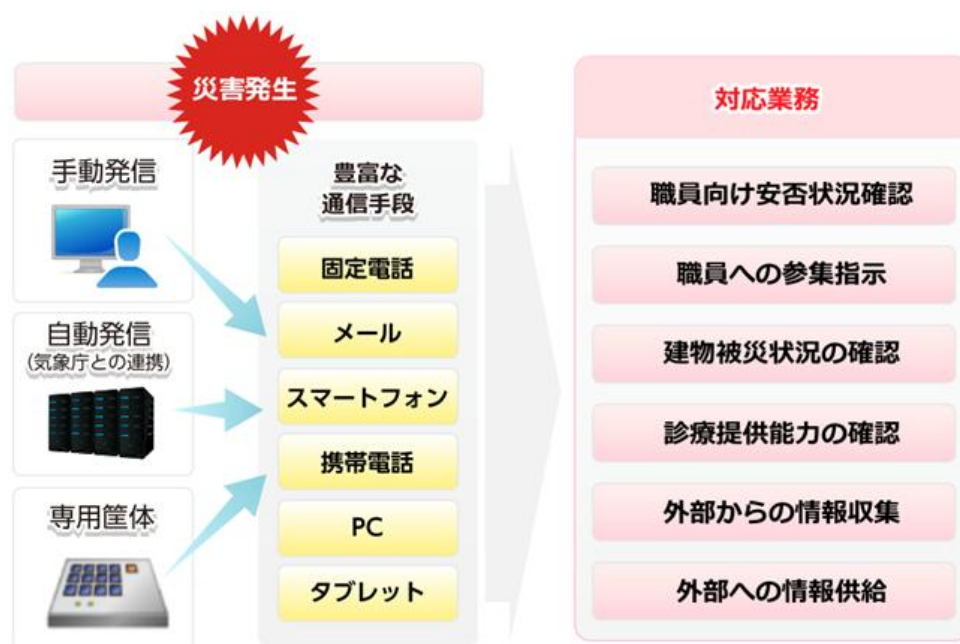 災害発生
手動発信
自動発信
(気象庁との連携)
専用筐体
豊富な
通信手段
固定電話
メール
スマートフォン
携帯電話
PC
タブレット
対応業務
職員向け安否状況確認
職員への参集指示
建物被災状況の確認
診療提供能力の確認
外部からの情報収集
外部への情報供給